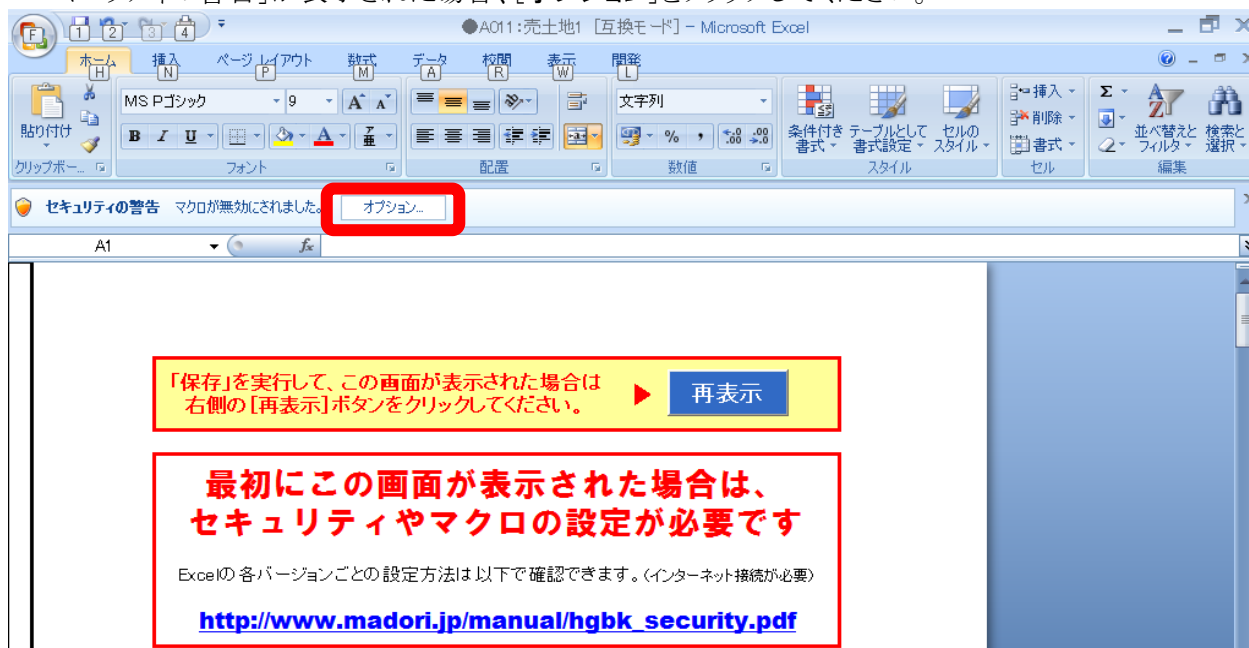 ●A011:売土地1 [互換モード] - Microsoft Excel
F 1 2 3 4
ホーム 挿入 ページ レイアウト 数式 データ 校閲 表示 開発
H N P M A R W L
貼り付け
MS Pゴシック 9
文字列
条件付き書式 テーブルとして書式設定 セルのスタイル
挿入
削除
書式
並べ替えとフィルタ 検索と選択
クリップボー... フォント 配置 数値 スタイル セル 編集
セキュリティの警告 マクロが無効にされました。 オプション...
A1 fx
「保存」を実行して、この画面が表示された場合は
右側の[再表示]ボタンをクリックしてください。
再表示
最初にこの画面が表示された場合は、
セキュリティやマクロの設定が必要です
Excelの各バージョンごとの設定方法は以下で確認できます。(インターネット接続が必要)
http://www.madori.jp/manual/hgbk_security.pdf